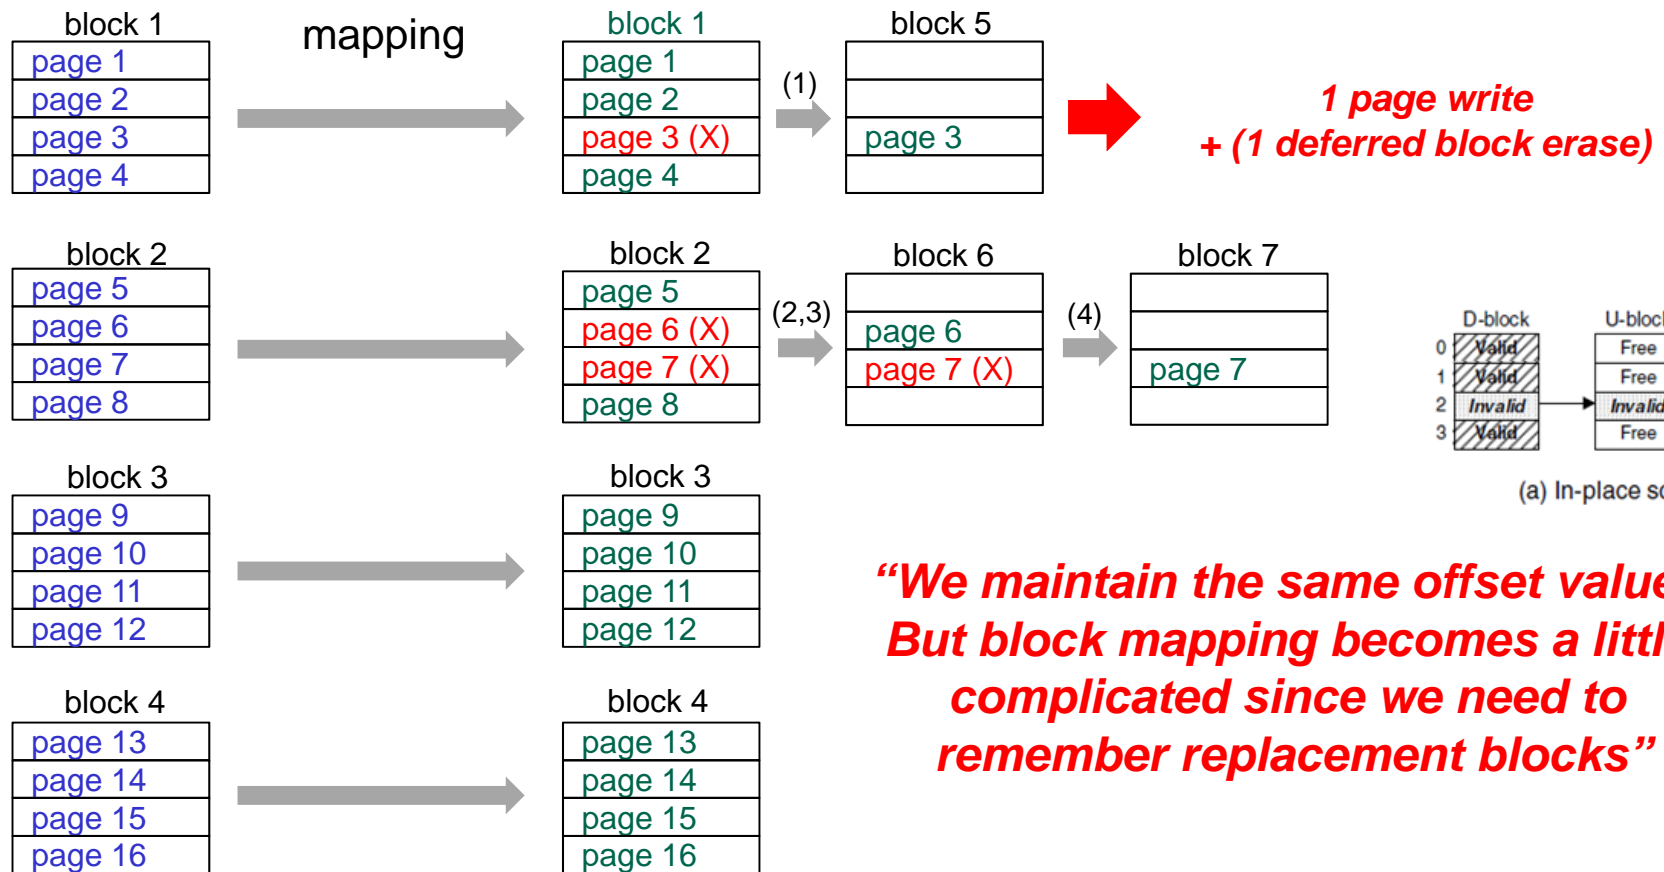 block 1
page 1
page 2
page 3
page 4
mapping
block 1
page 1
page 2
page 3 (X)
page 4
(1)
block 5
page 3
1 page write
+ (1 deferred block erase)
block 2
page 5
page 6
page 7
page 8
block 2
page 5
page 6 (X)
page 7 (X)
page 8
(2,3)
block 6
page 6
page 7 (X)
(4)
block 7
page 7
D-block
U-bloc
0 Valid Free
1 Valid Free
2 Invalid Invalid
3 Valid Free
(a) In-place sc
block 3
page 9
page 10
page 11
page 12
block 3
page 9
page 10
page 11
page 12
“We maintain the same offset value
But block mapping becomes a littl
complicated since we need to
remember replacement blocks”
block 4
page 13
page 14
page 15
page 16
block 4
page 13
page 14
page 15
page 16